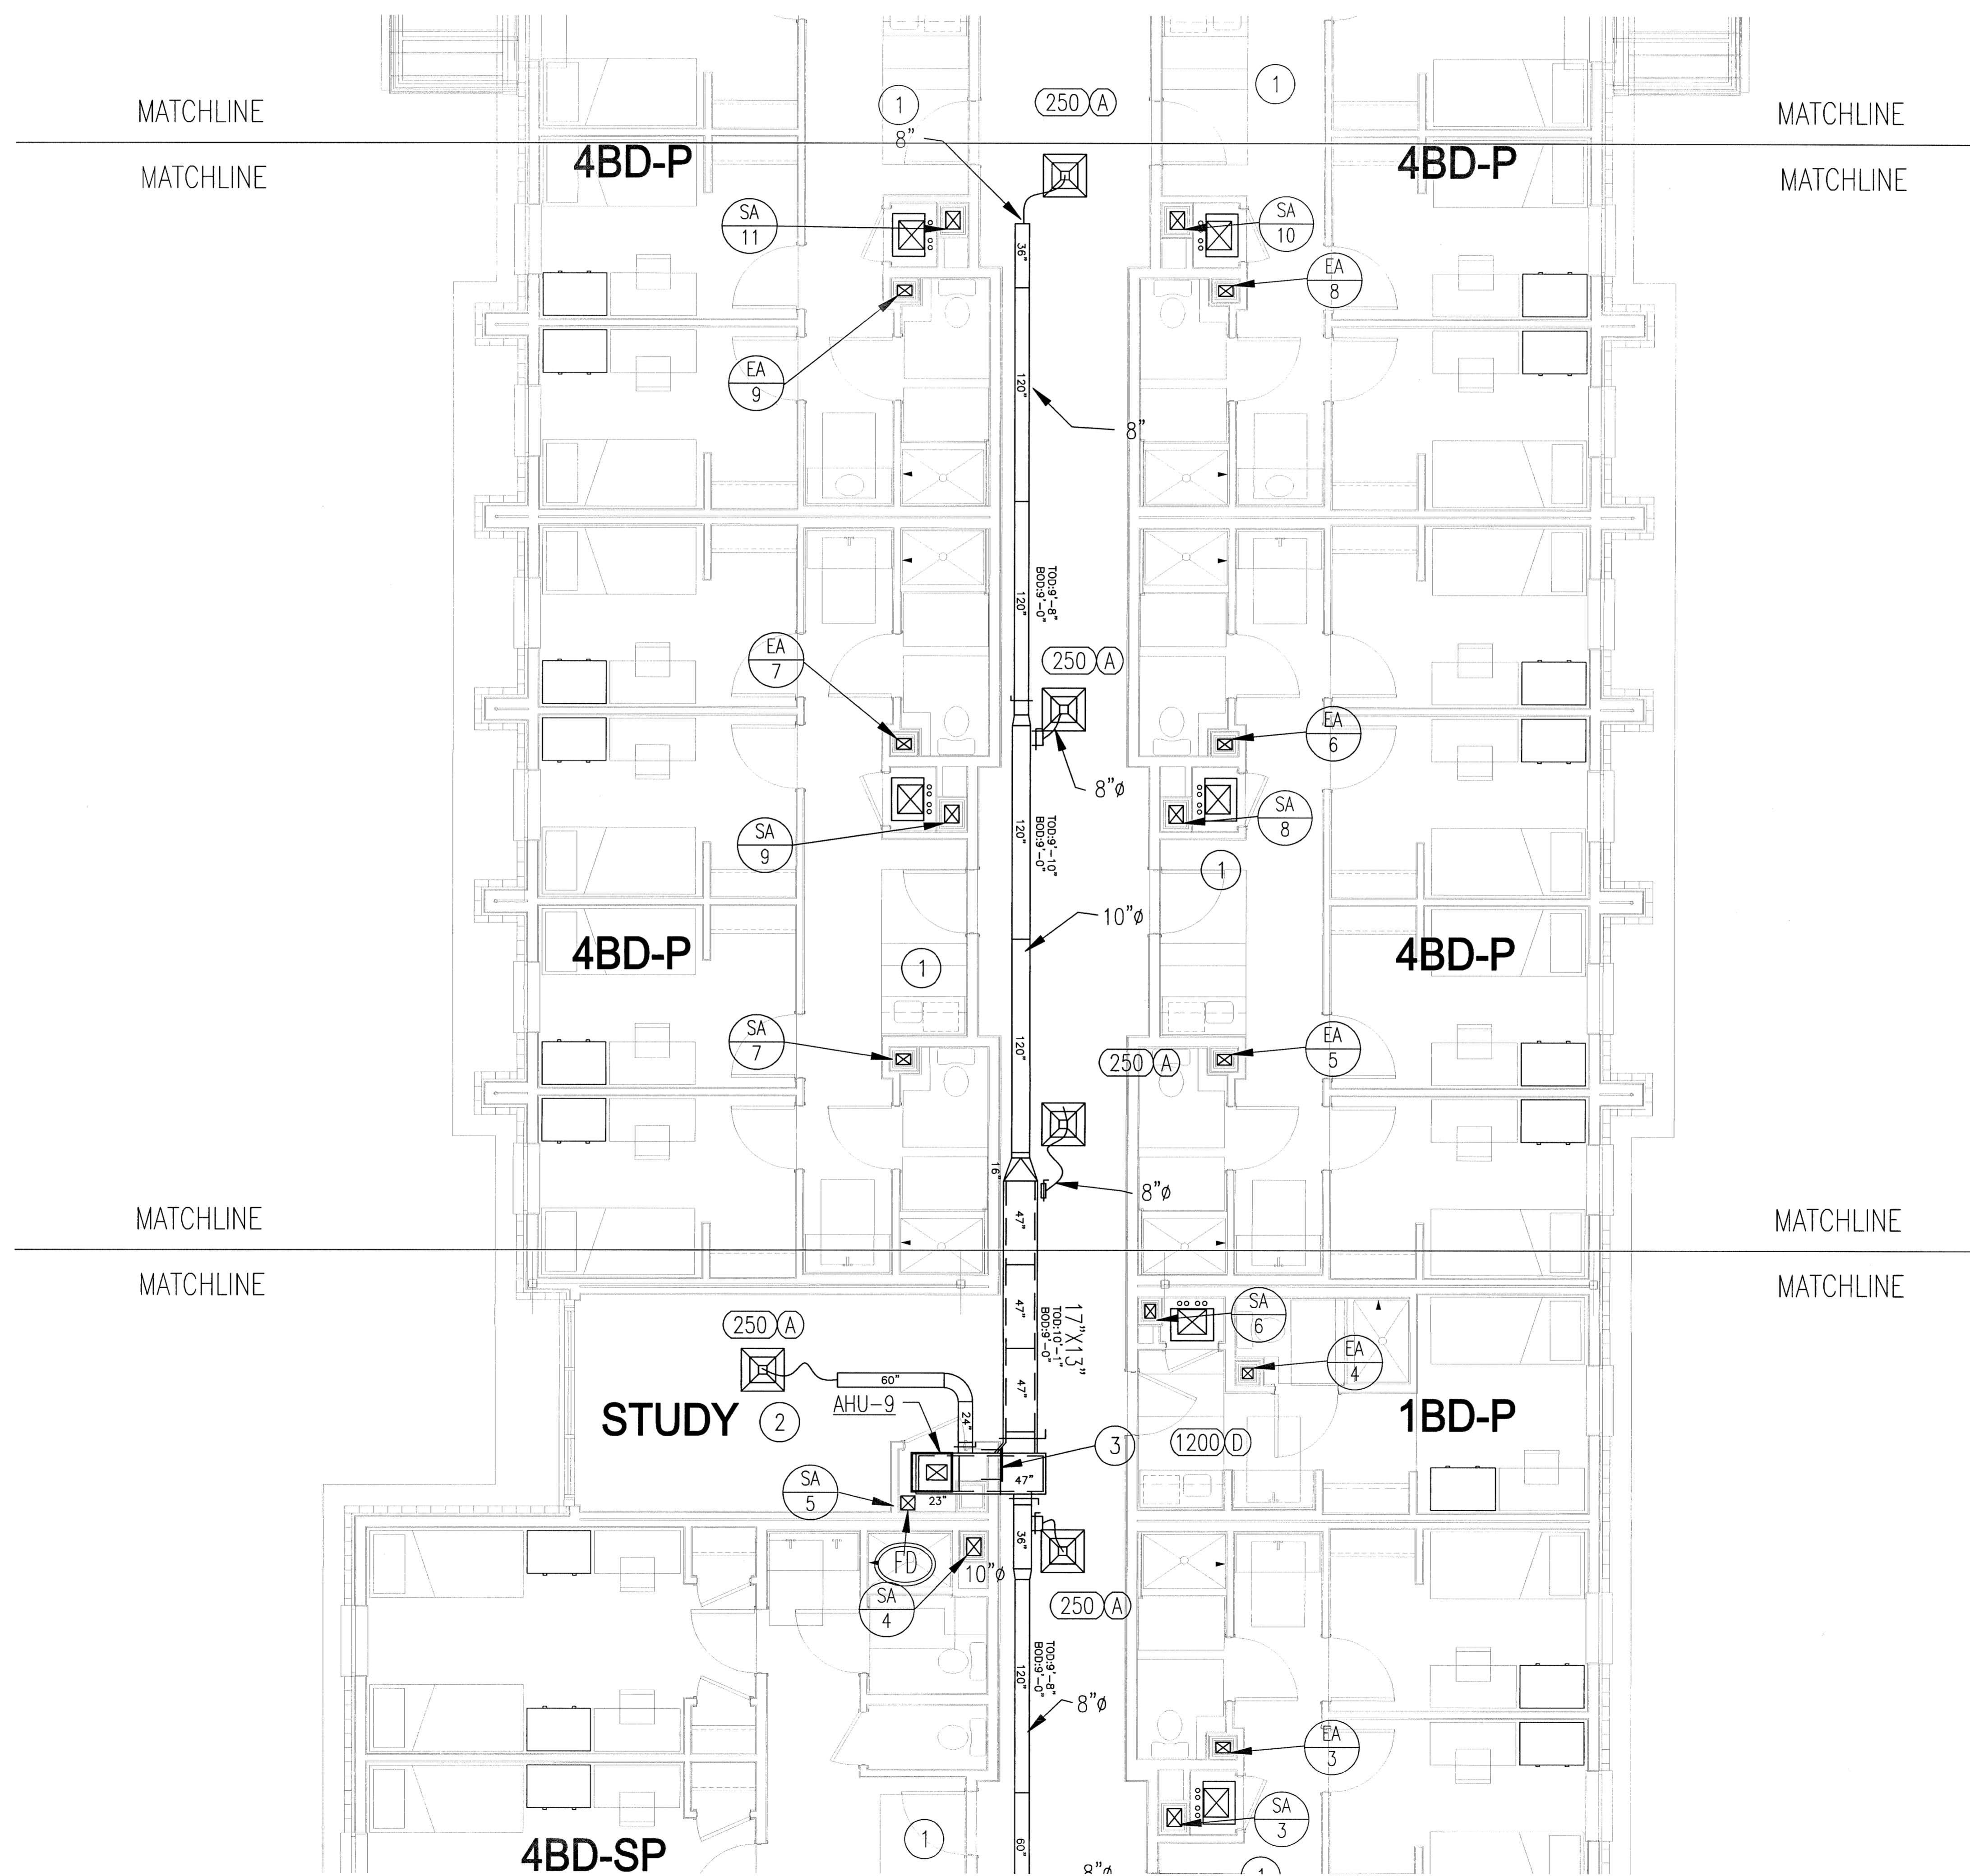 1
250 A
1
MATCHLINE
MATCHLINE
8"
4BD-P
4BD-P
MATCHLINE
MATCHLINE
SA
11
SA
10
36"
EA
8
EA
9
120"
8"
TOD:9'-8"
BOD:9'-0"
120"
EA
7
250 A
EA
6
8"ø
SA
9
120"
TOD:9'-10"
BOD:9'-0"
SA
8
1
10"ø
4BD-P
1
4BD-P
SA
7
120"
250 A
EA
5
16"
8"ø
47"
MATCHLINE
MATCHLINE
MATCHLINE
MATCHLINE
250 A
47"
17"X13"
TOD:10'-1"
BOD:9'-0"
SA
6
EA
4
60"
47"
AHU-9
STUDY
2
24"
3
1200 D
1BD-P
SA
5
23"
47"
36"
FD
10"ø
SA
4
250 A
120"
TOD:9'-8"
BOD:9'-0"
8"ø
EA
3
SA
3
1
4BD-SP
60"
8"ø
1